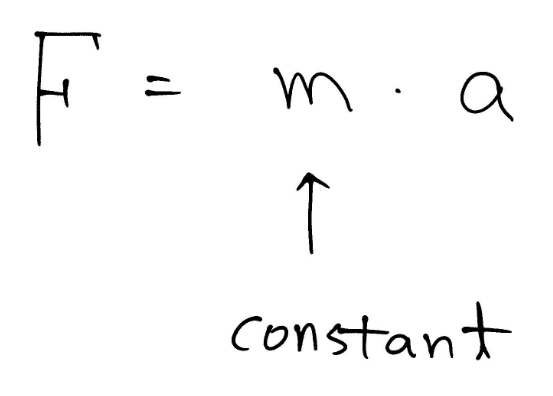 F = m · a
↑
constant